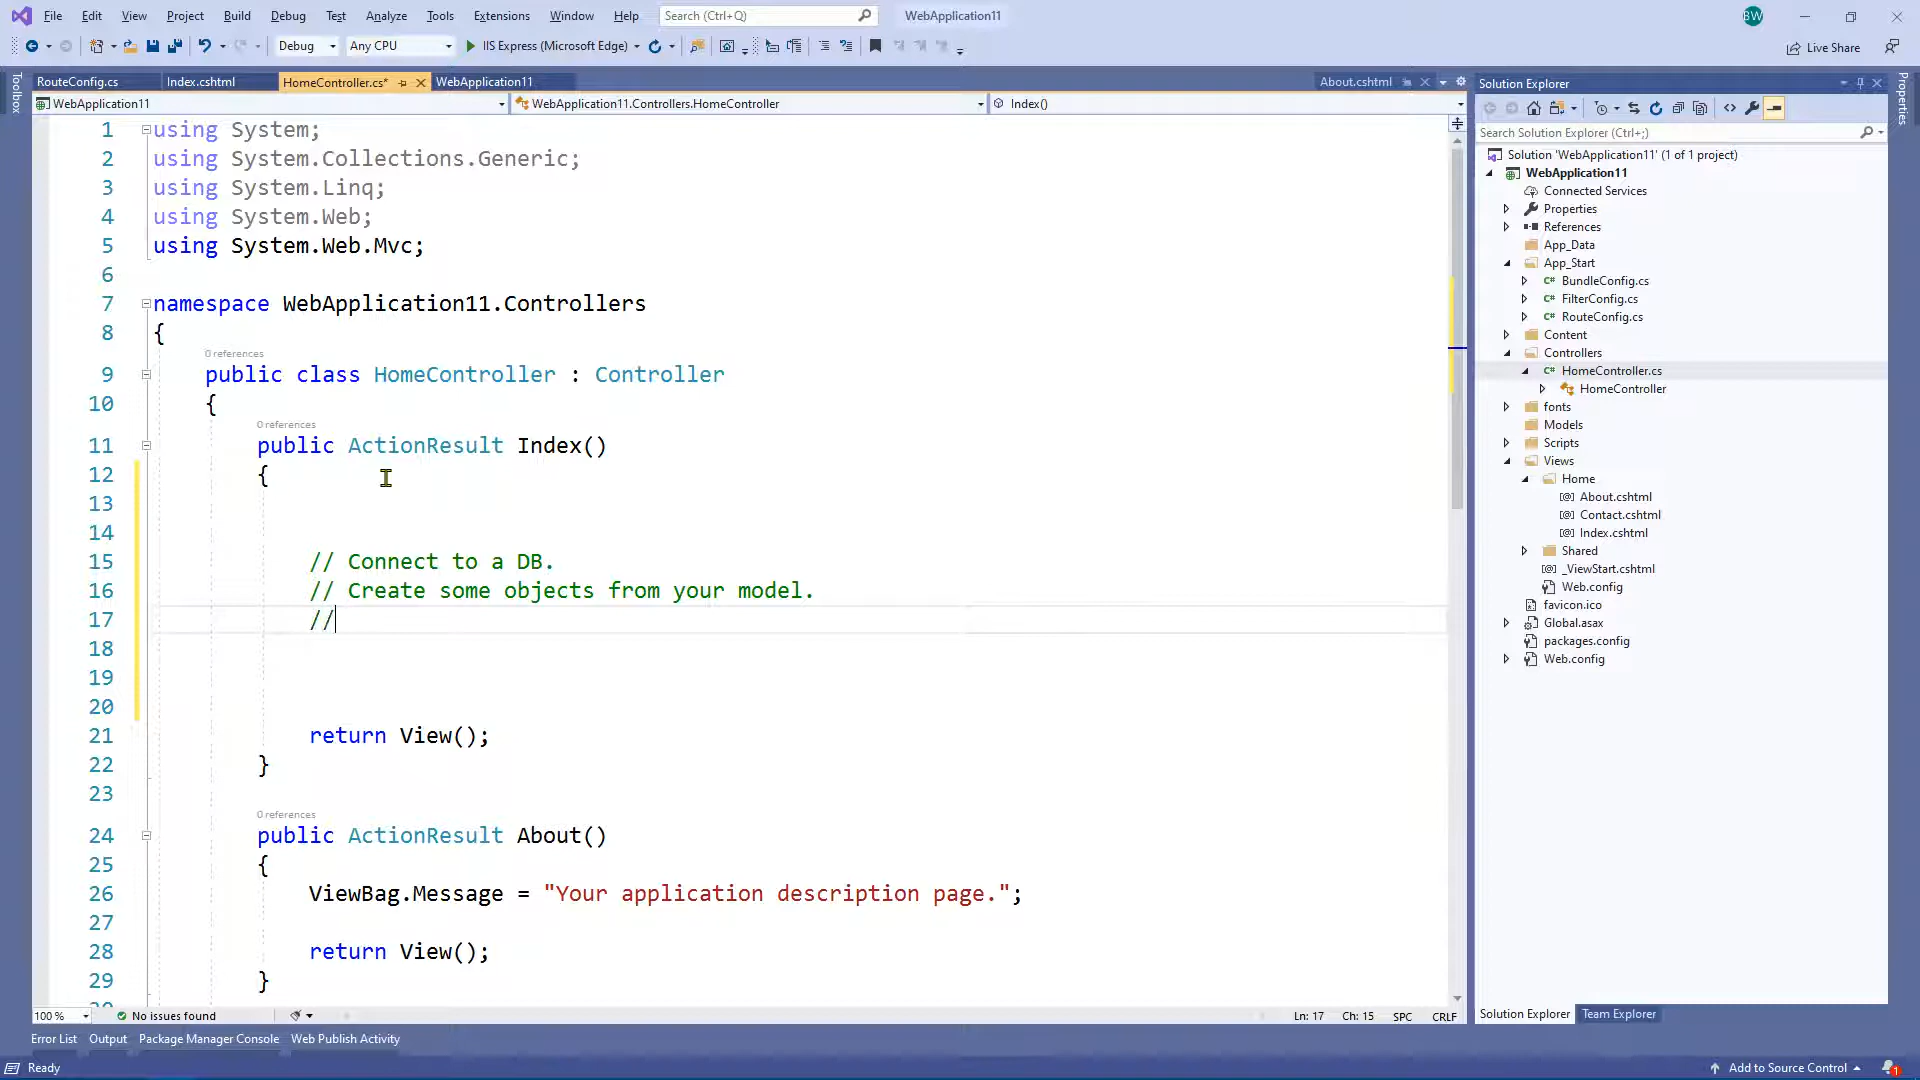 File Edit View Project Build Debug Test Analyze Tools Extensions Window Help Search (Ctrl+Q) WebApplication11 BW
Debug Any CPU IIS Express (Microsoft Edge) Live Share
Toolbox
RouteConfig.cs Index.cshtml HomeController.cs* WebApplication11 About.cshtml
WebApplication11 WebApplication11.Controllers.HomeController Index()
1 using System;
2 using System.Collections.Generic;
3 using System.Linq;
4 using System.Web;
5 using System.Web.Mvc;
6
7 namespace WebApplication11.Controllers
8 {
0 references
9 public class HomeController : Controller
10 {
0 references
11 public ActionResult Index()
12 {
13
14
15 // Connect to a DB.
16 // Create some objects from your model.
17 //
18
19
20
21 return View();
22 }
23
0 references
24 public ActionResult About()
25 {
26 ViewBag.Message = "Your application description page.";
27
28 return View();
29 }
100 % No issues found Ln: 17 Ch: 15 SPC CRLF
Error List Output Package Manager Console Web Publish Activity
Ready Add to Source Control 1
Solution Explorer
Search Solution Explorer (Ctrl+;)
Solution 'WebApplication11' (1 of 1 project)
WebApplication11
Connected Services
Properties
References
App_Data
App_Start
C# BundleConfig.cs
C# FilterConfig.cs
C# RouteConfig.cs
Content
Controllers
C# HomeController.cs
HomeController
fonts
Models
Scripts
Views
Home
[@] About.cshtml
[@] Contact.cshtml
[@] Index.cshtml
Shared
[@] _ViewStart.cshtml
Web.config
favicon.ico
Global.asax
packages.config
Web.config
Solution Explorer Team Explorer
Properties